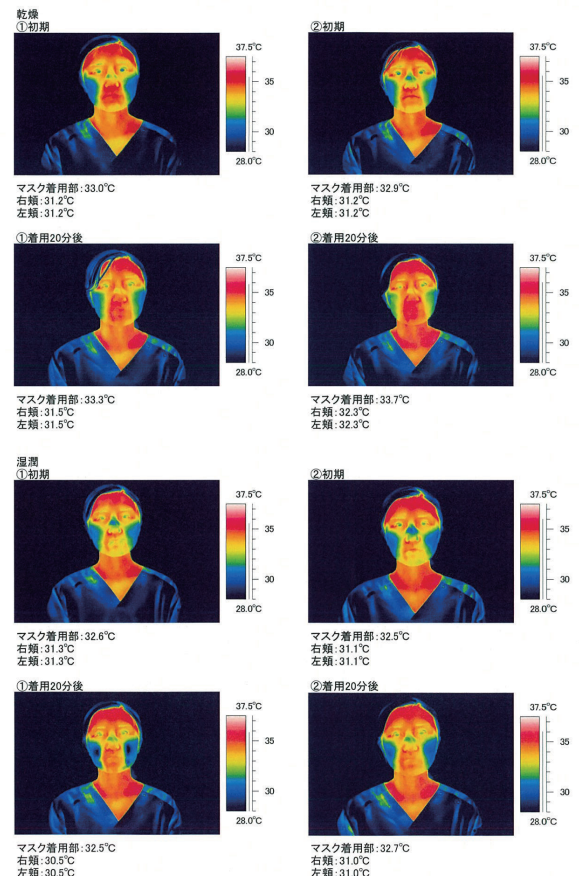 乾燥
①初期
②初期
37.5℃
35
30
28.0℃
37.5℃
35
30
28.0℃
マスク着用部:33.0℃
右頬:31.2℃
左頬:31.2℃
マスク着用部:32.9℃
右頬:31.2℃
左頬:31.2℃
①着用20分後
②着用20分後
37.5℃
35
30
28.0℃
37.5℃
35
30
28.0℃
マスク着用部:33.3℃
右頬:31.5℃
左頬:31.5℃
マスク着用部:33.7℃
右頬:32.3℃
左頬:32.3℃
湿潤
①初期
②初期
37.5℃
35
30
28.0℃
37.5℃
35
30
28.0℃
マスク着用部:32.6℃
右頬:31.3℃
左頬:31.3℃
マスク着用部:32.5℃
右頬:31.1℃
左頬:31.1℃
①着用20分後
②着用20分後
37.5℃
35
30
28.0℃
37.5℃
35
30
28.0℃
マスク着用部:32.5℃
右頬:30.5℃
左頬:30.5℃
マスク着用部:32.7℃
右頬:31.0℃
左頬:31.0℃